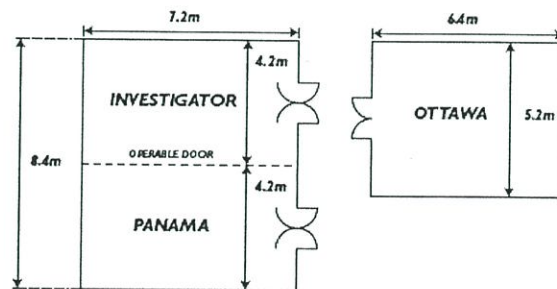 7.2m
6.4m
4.2m
INVESTIGATOR
OTTAWA
5.2m
OPERABLE DOOR
8.4m
4.2m
PANAMA